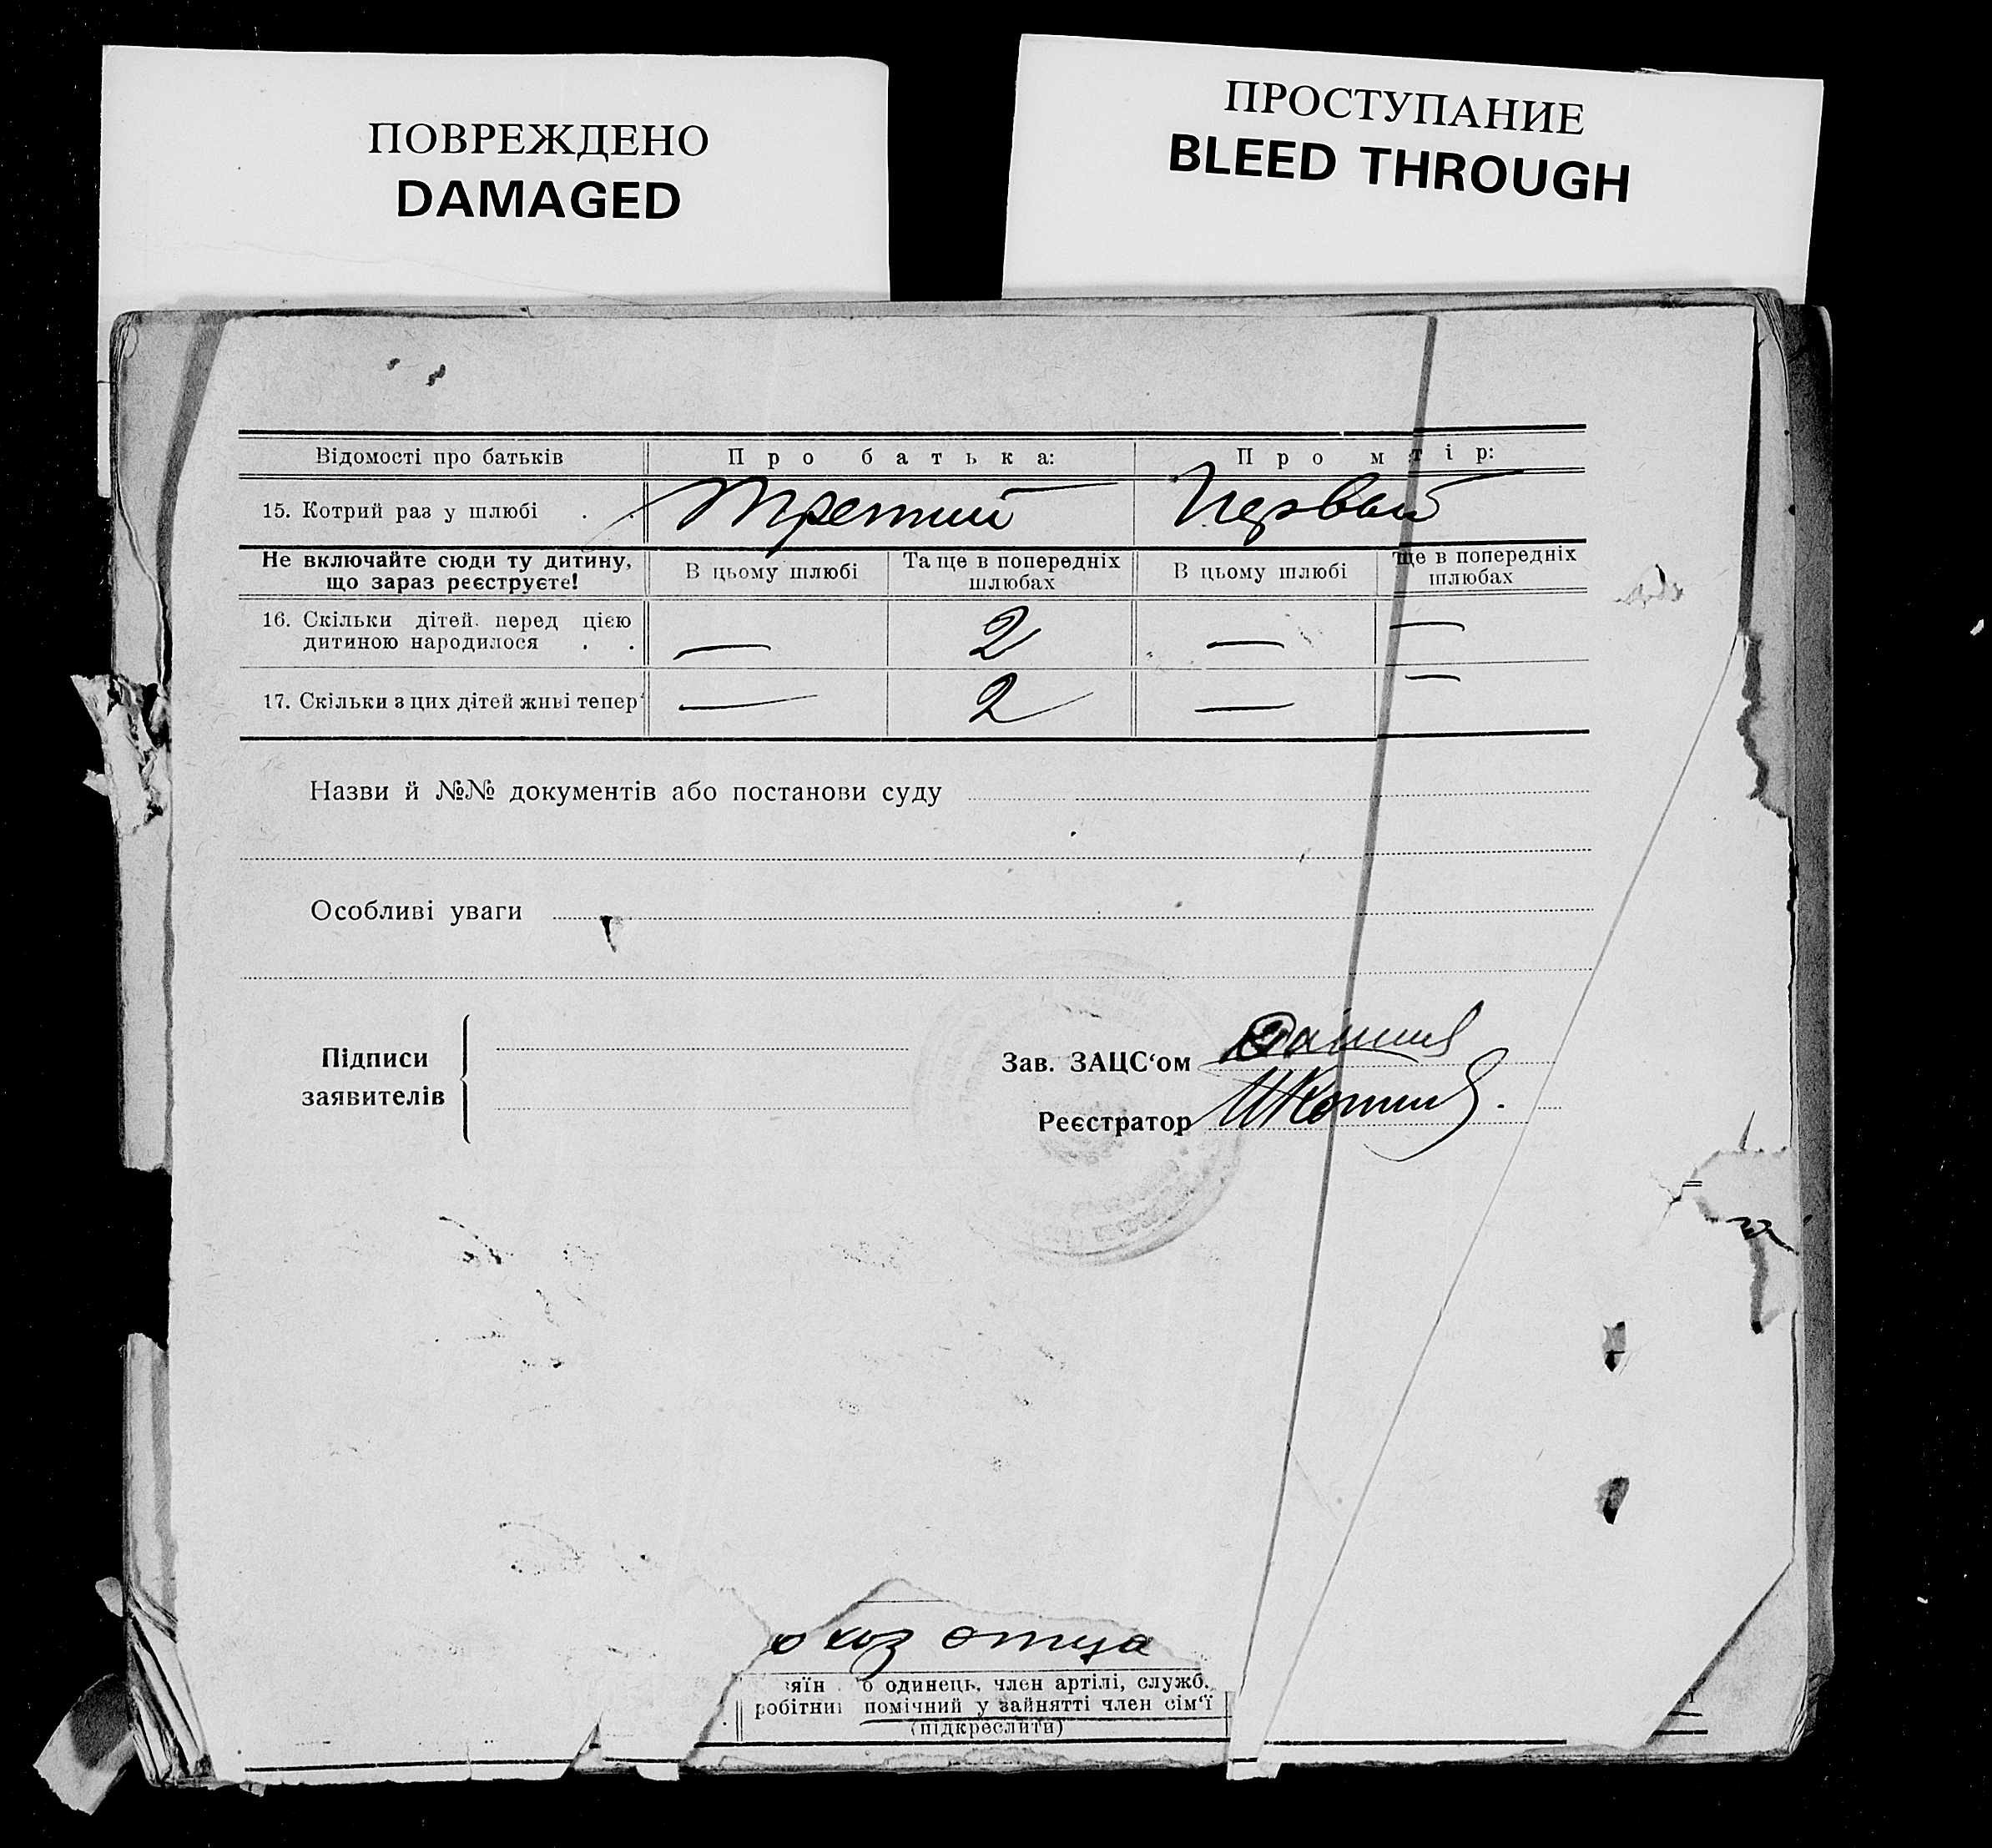 ПОВРЕЖДЕНО
DAMAGED
ПРОСТУПАНИЕ
BLEED THROUGH
Відомості про батьків Про батька: Про мтір:
15. Котрий раз у шлюбі . . Третий Первый
Не включайте сюди ту дитину, що зараз реєструєте! В цьому шлюбі Та ще в попередніх шлюбах В цьому шлюбі ще в попередніх шлюбах
16. Скільки дітей перед цією
дитиною народилося . . — 2 — —
17. Скільки з цих дітей живі тепер — 2 — —
Назви й №№ документів або постанови суду
Особливі уваги
Підписи
заявителів
Зав. ЗАЦС‘ом
Реєстратор
хоз отца
яїн о одинець, член артілі, служб.
робітни помічний у зайнятті член сім‘ї
(підкреслити)